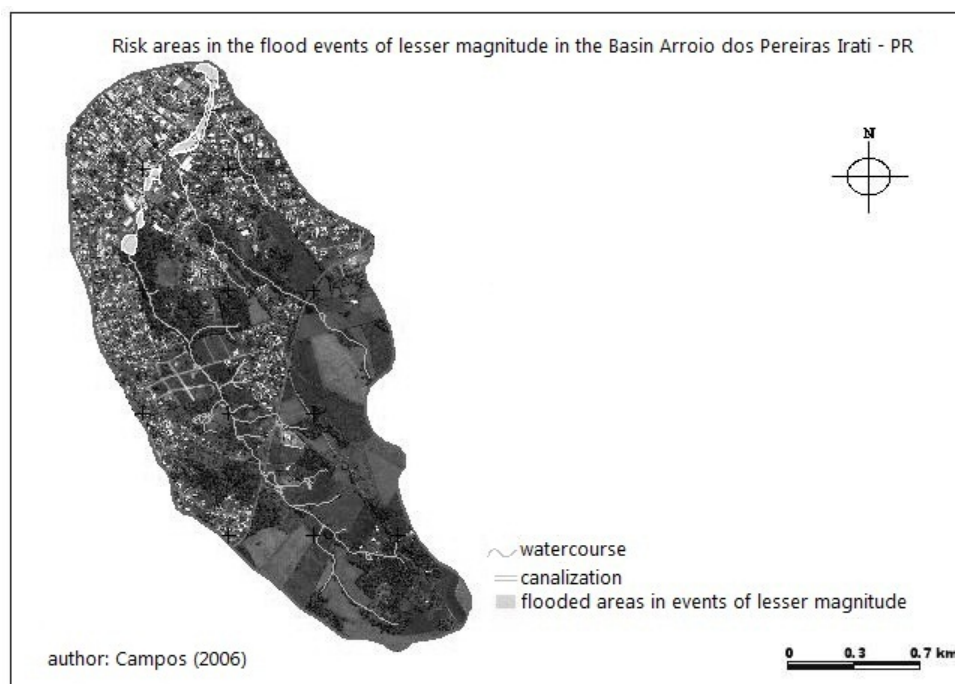 Risk areas in the flood events of lesser magnitude in the Basin Arroio dos Pereiras Irati - PR
N
watercourse
canalization
flooded areas in events of lesser magnitude
author: Campos (2006)
0 0.3 0.7 km